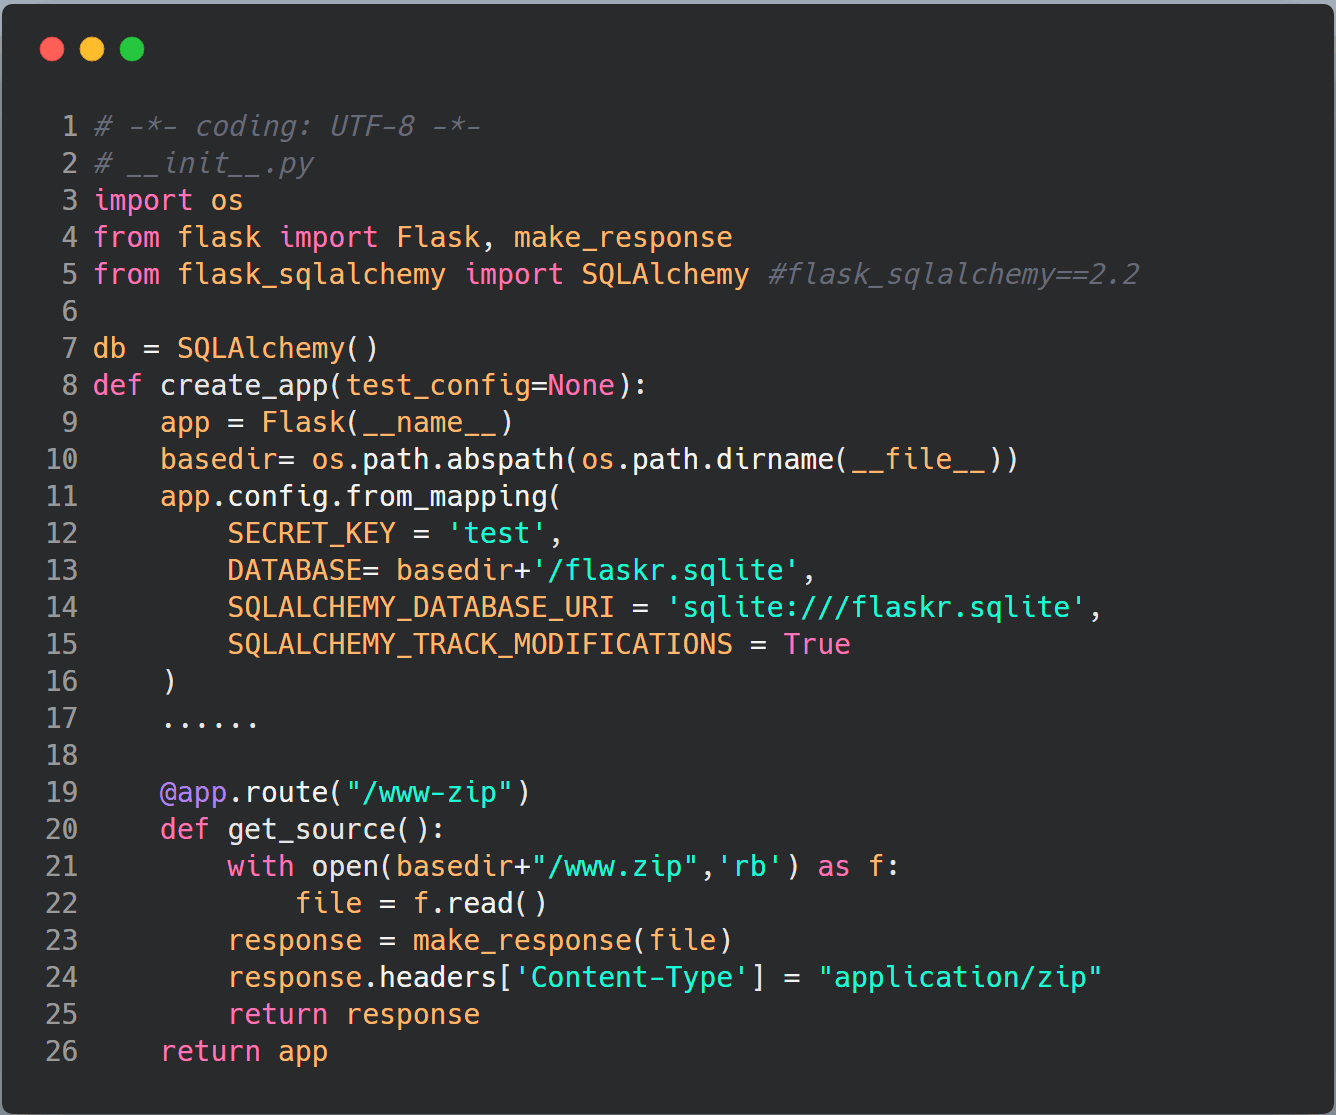 1 # -*- coding: UTF-8 -*-
2 # __init__.py
3 import os
4 from flask import Flask, make_response
5 from flask_sqlalchemy import SQLAlchemy #flask_sqlalchemy==2.2
6
7 db = SQLAlchemy()
8 def create_app(test_config=None):
9     app = Flask(__name__)
10     basedir= os.path.abspath(os.path.dirname(__file__))
11     app.config.from_mapping(
12         SECRET_KEY = 'test',
13         DATABASE= basedir+'/flaskr.sqlite',
14         SQLALCHEMY_DATABASE_URI = 'sqlite:///flaskr.sqlite',
15         SQLALCHEMY_TRACK_MODIFICATIONS = True
16     )
17     ......
18
19     @app.route("/www-zip")
20     def get_source():
21         with open(basedir+"/www.zip",'rb') as f:
22             file = f.read()
23         response = make_response(file)
24         response.headers['Content-Type'] = "application/zip"
25         return response
26     return app